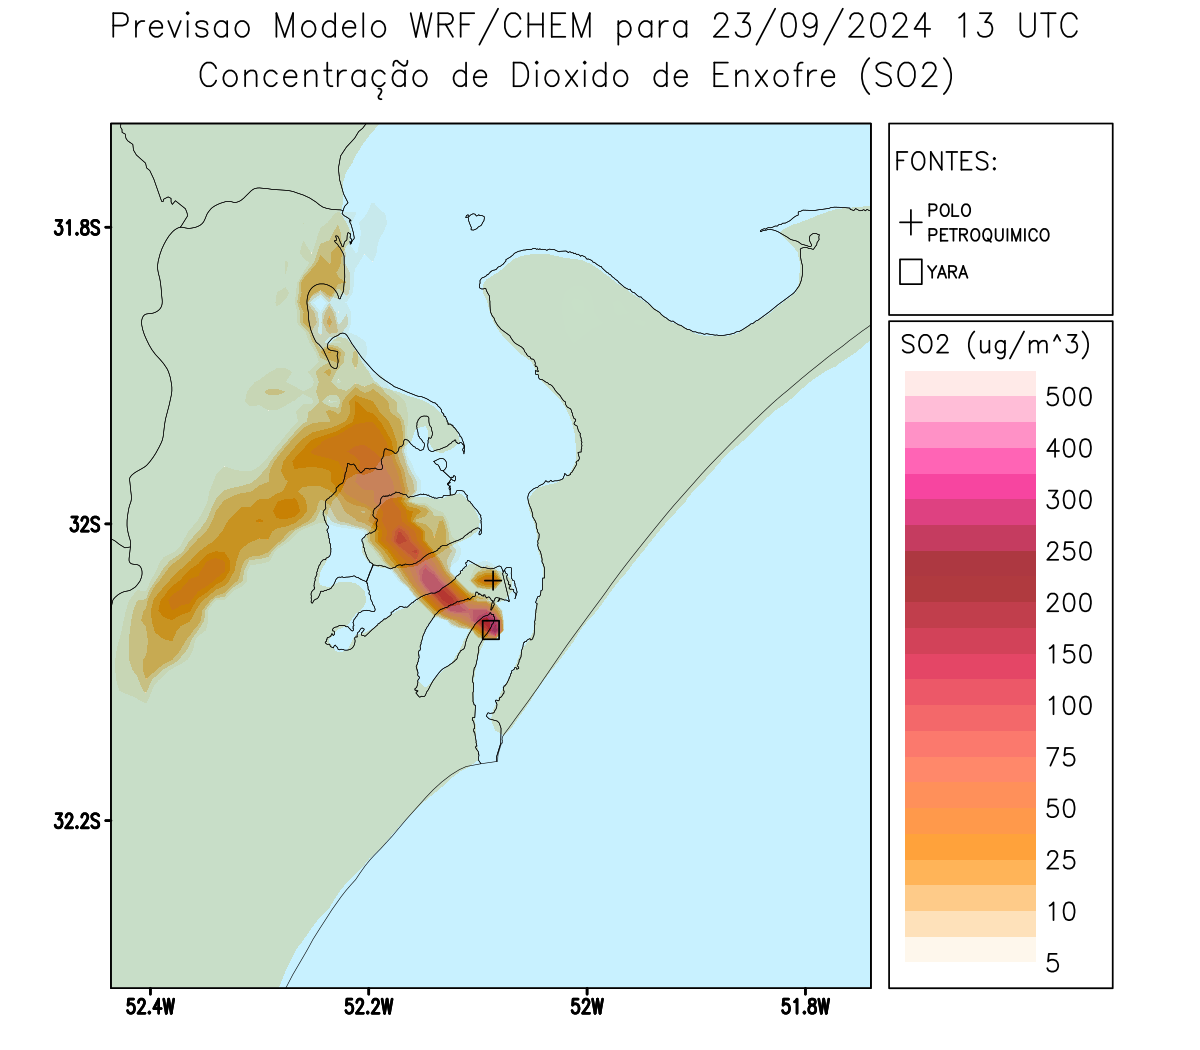 Previsao Modelo WRF/CHEM para 23/09/2024 13 UTC
Concentração de Dioxido de Enxofre (SO2)
FONTES:
POLO
PETROQUIMICO
YARA
31.8S
32S
32.2S
52.4W
52.2W
52W
51.8W
SO2 (ug/m^3)
500
400
300
250
200
150
100
75
50
25
10
5